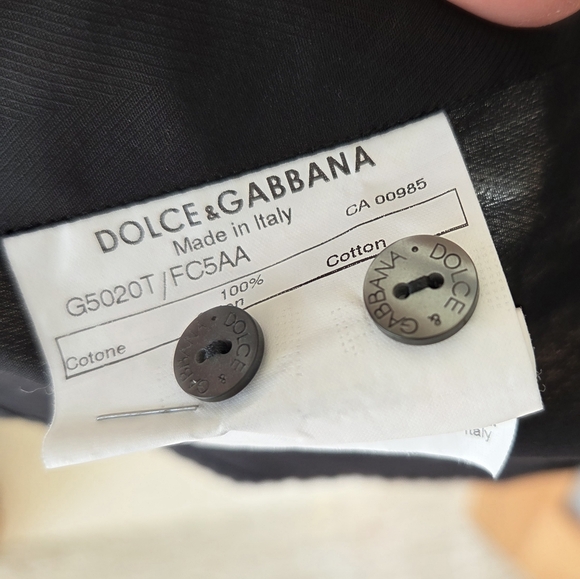 DOLCE&GABBANA
Made in Italy
CA 00985
G5020T/FC5AA
100%
Cotton
Cotone
DOLCE & GABBANA
DOLCE &
Italy